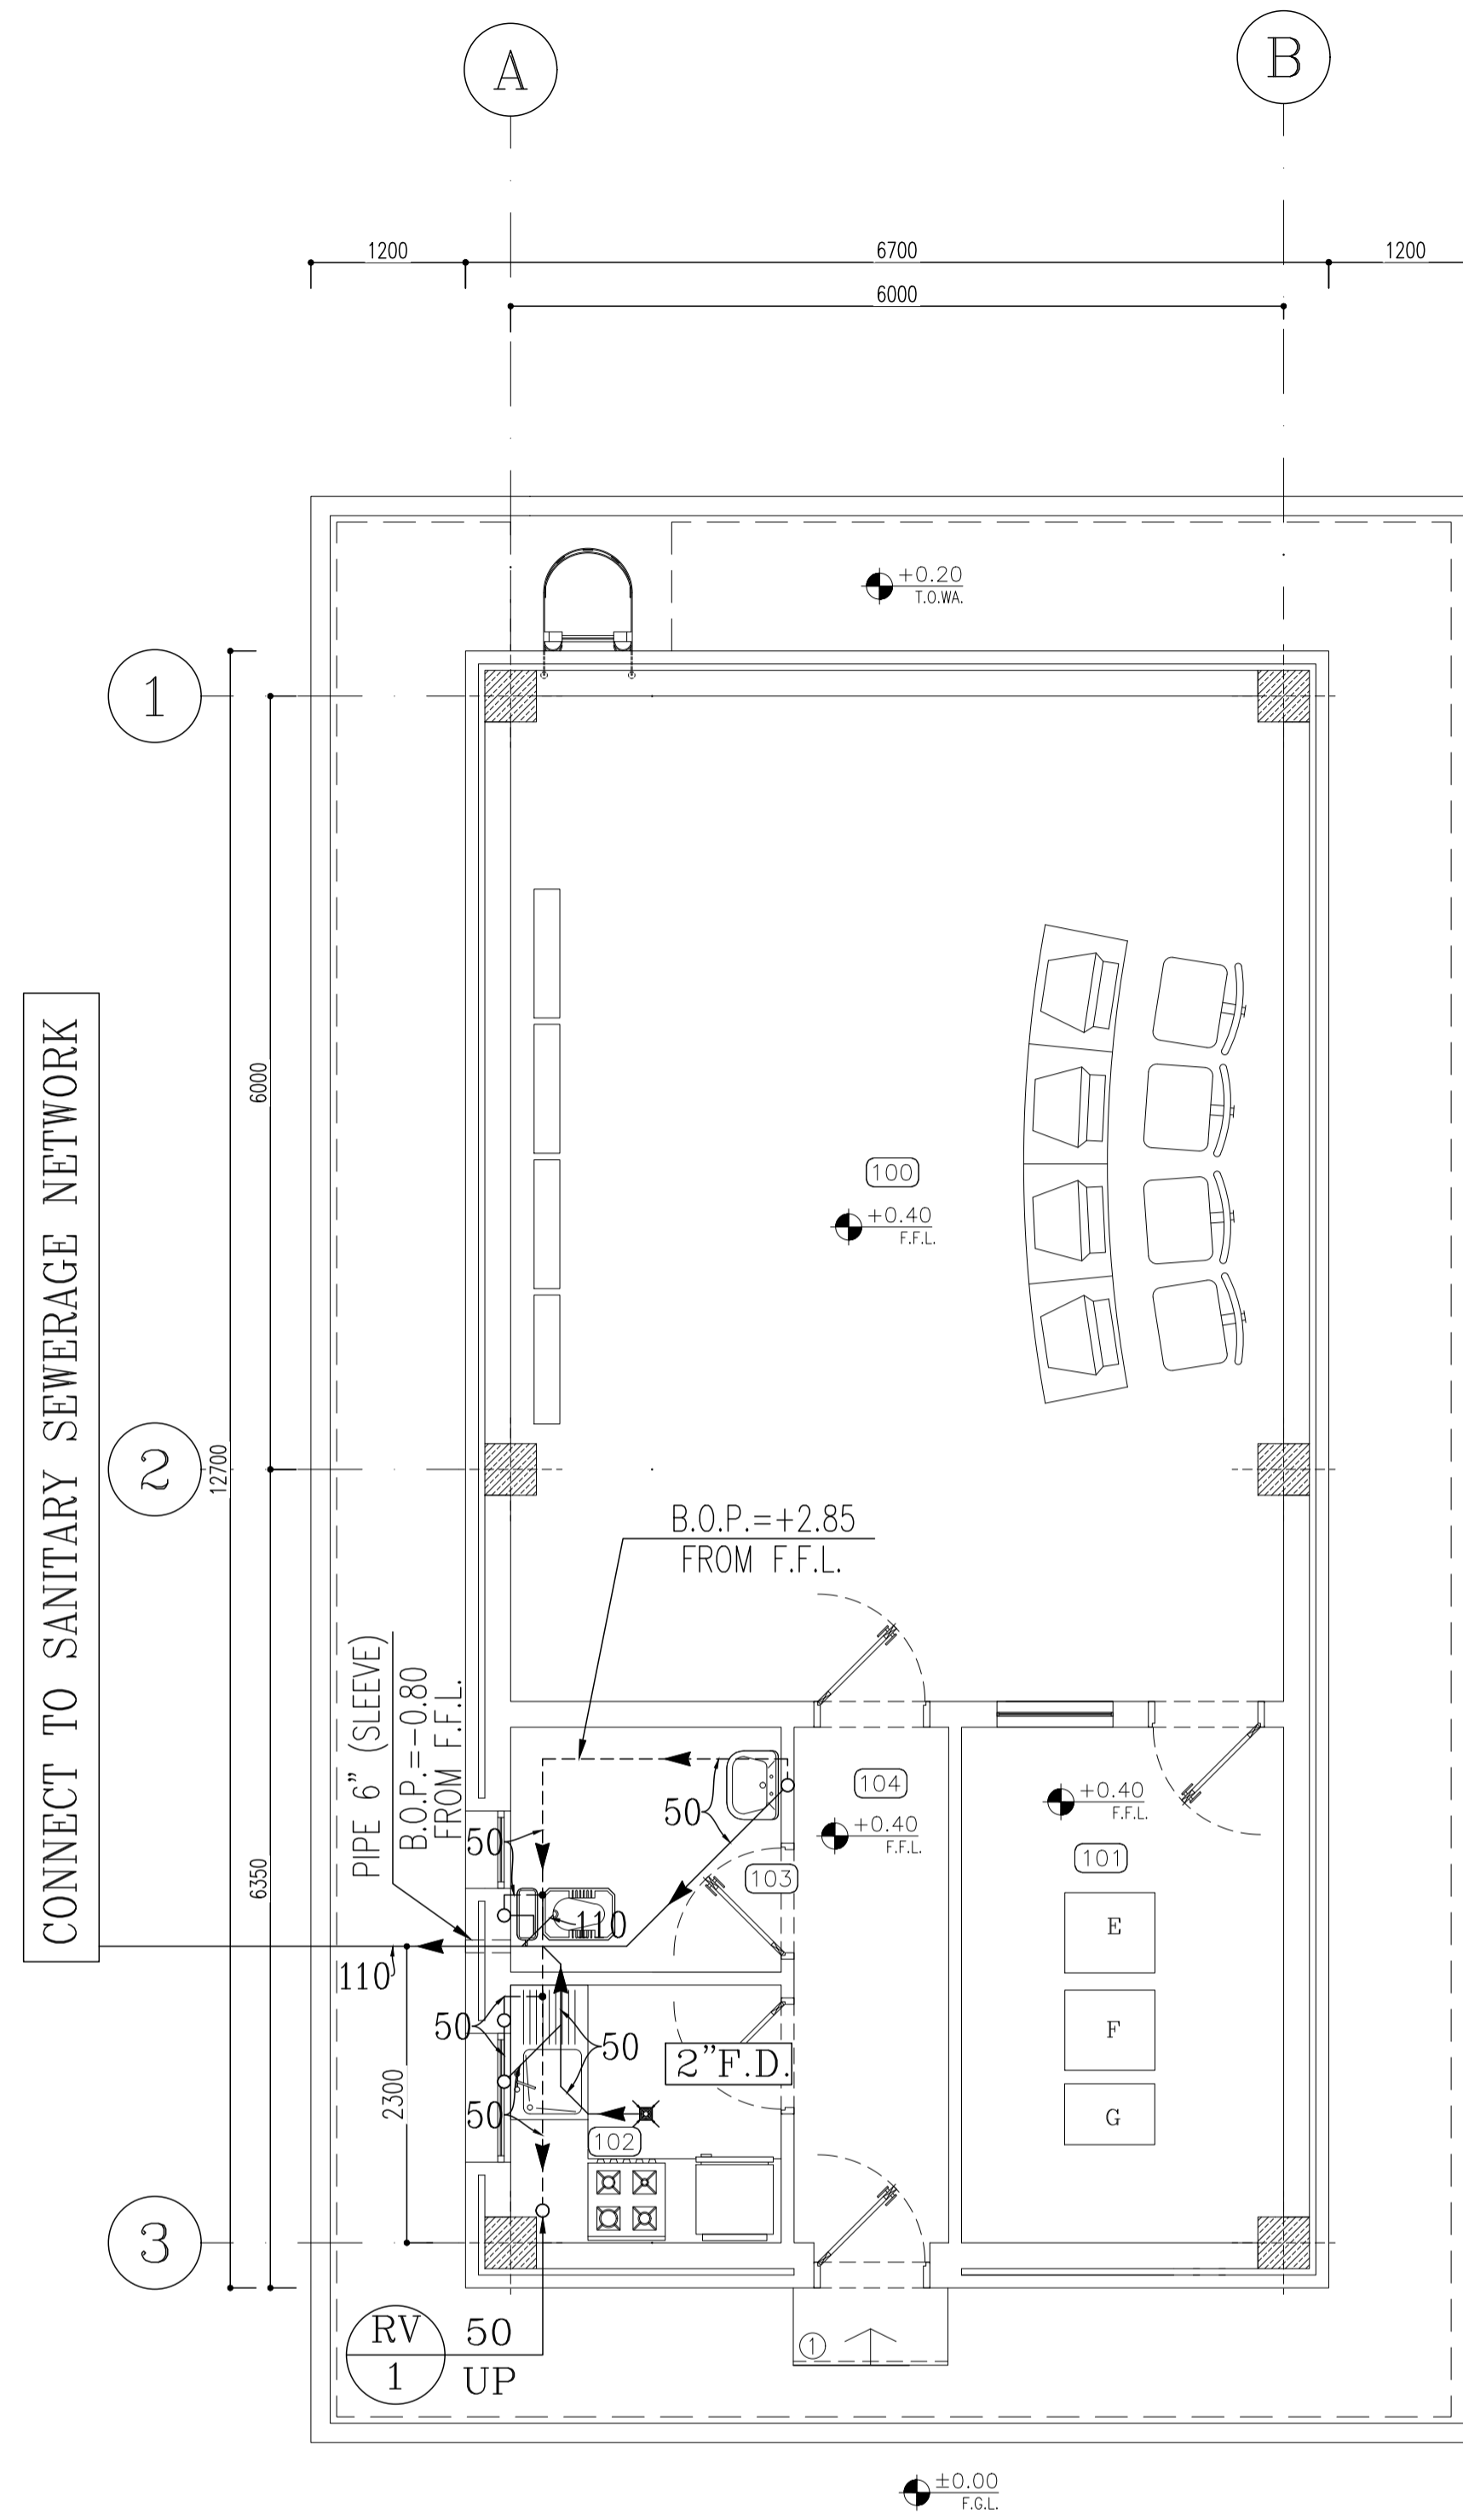 A
B
1200
6700
1200
6000
+0.20
T.O.WA.
1
6000
100
+0.40
F.F.L.
CONNECT TO SANITARY SEWERAGE NETWORK
2
12700
B.O.P.=+2.85
FROM F.F.L.
PIPE 6" (SLEEVE)
B.O.P.=-0.80
FROM F.F.L.
104
+0.40
F.F.L.
+0.40
F.F.L.
101
50
50
103
6350
E
110
110
F
50
50
2"F.D.
2300
50
G
102
3
RV
1
50
UP
1
±0.00
F.G.L.